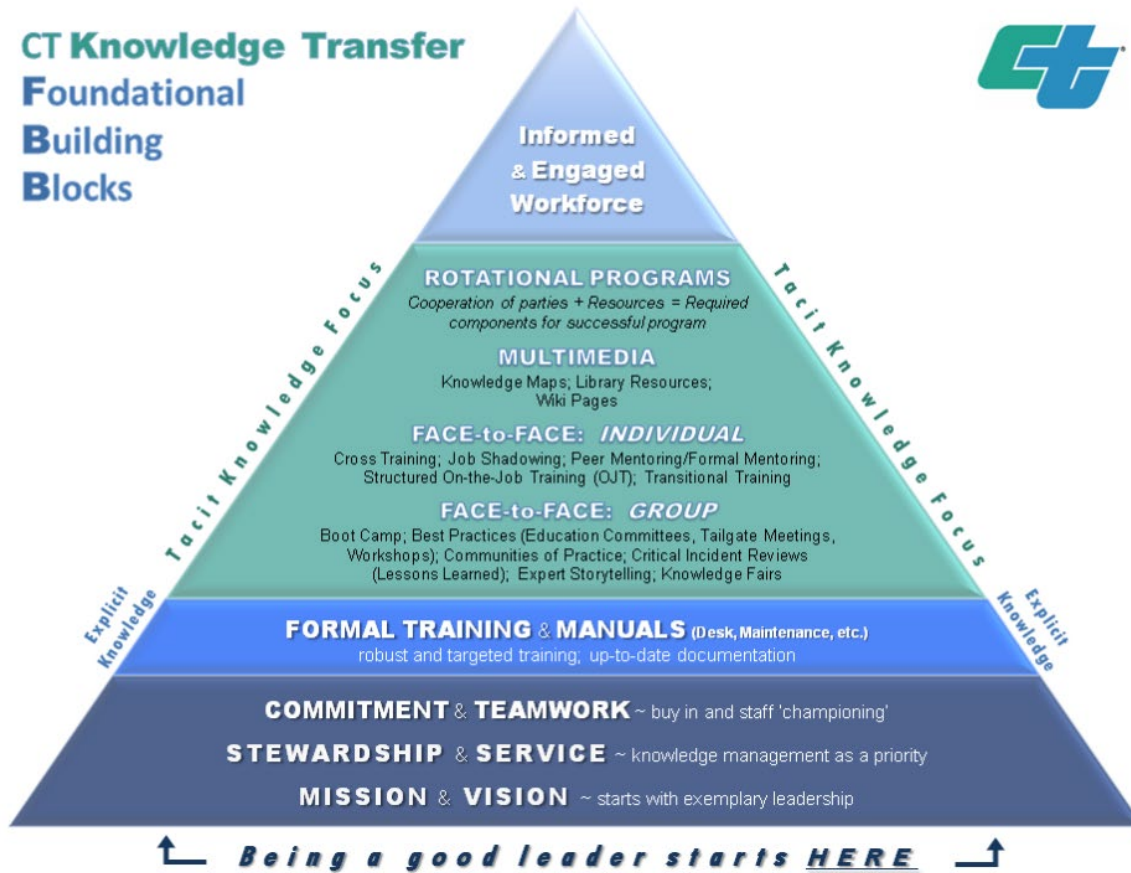 CT Knowledge Transfer
Foundational
Building
Blocks
ct
Informed
& Engaged
Workforce
Tacit Knowledge Focus
Tacit Knowledge Focus
ROTATIONAL PROGRAMS
Cooperation of parties + Resources = Required
components for successful program
MULTIMEDIA
Knowledge Maps; Library Resources;
Wiki Pages
FACE-to-FACE: INDIVIDUAL
Cross Training; Job Shadowing; Peer Mentoring/Formal Mentoring;
Structured On-the-Job Training (OJT); Transitional Training
FACE-to-FACE: GROUP
Boot Camp; Best Practices (Education Committees, Tailgate Meetings,
Workshops); Communities of Practice; Critical Incident Reviews
(Lessons Learned); Expert Storytelling; Knowledge Fairs
Explicit
Knowledge
Explicit
Knowledge
FORMAL TRAINING & MANUALS (Desk, Maintenance, etc.)
robust and targeted training; up-to-date documentation
COMMITMENT & TEAMWORK ~ buy in and staff 'championing'
STEWARDSHIP & SERVICE ~ knowledge management as a priority
MISSION & VISION ~ starts with exemplary leadership
Being a good leader starts HERE